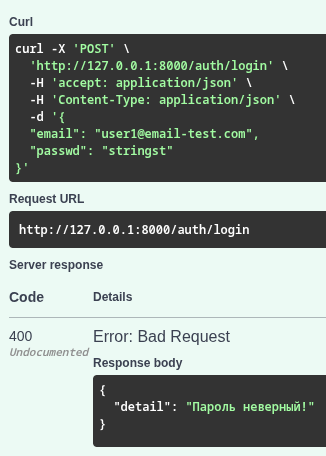 Curl
curl -X 'POST' \
  'http://127.0.0.1:8000/auth/login' \
  -H 'accept: application/json' \
  -H 'Content-Type: application/json' \
  -d '{
  "email": "user1@email-test.com",
  "passwd": "stringst"
}'
Request URL
http://127.0.0.1:8000/auth/login
Server response
Code Details
400 Error: Bad Request
Undocumented
Response body
{
  "detail": "Пароль неверный!"
}